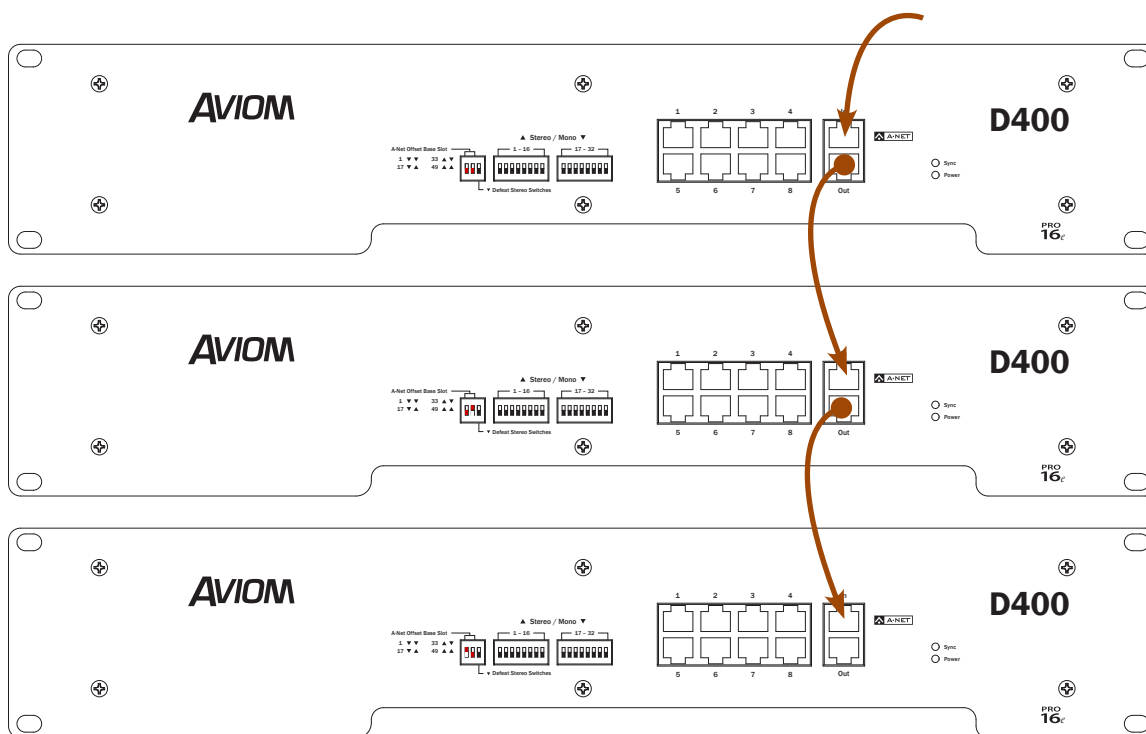 AVIOM
1 2 3 4 In
D400
▲ Stereo / Mono ▼
A-NET
A-Net Offset Base Slot
1 – 16 17 – 32
1 ▼ ▼ 33 ▲ ▼
17 ▼ ▲ 49 ▲ ▲
Sync
Power
▼ Defeat Stereo Switches
5 6 7 8 Out
PRO
16e
AVIOM
1 2 3 4
D400
▲ Stereo / Mono ▼
A-NET
A-Net Offset Base Slot
1 – 16 17 – 32
1 ▼ ▼ 33 ▲ ▼
17 ▼ ▲ 49 ▲ ▲
Sync
Power
▼ Defeat Stereo Switches
5 6 7 8 Out
PRO
16e
AVIOM
1 2 3 4
D400
▲ Stereo / Mono ▼
A-NET
A-Net Offset Base Slot
1 – 16 17 – 32
1 ▼ ▼ 33 ▲ ▼
17 ▼ ▲ 49 ▲ ▲
Sync
Power
▼ Defeat Stereo Switches
5 6 7 8 Out
PRO
16e